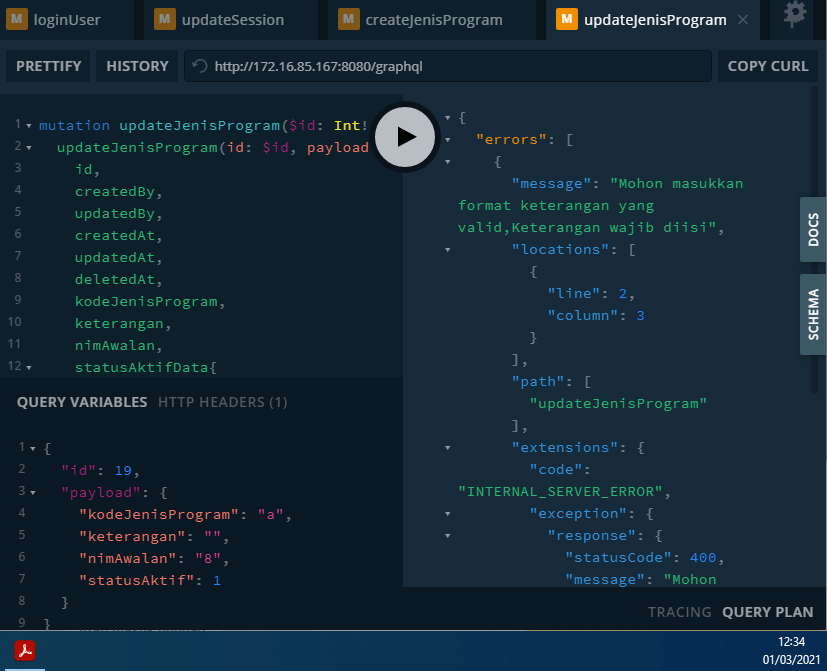 M loginUser M updateSession M createJenisProgram M updateJenisProgram ×
PRETTIFY HISTORY http://172.16.85.167:8080/graphql COPY CURL
1 mutation updateJenisProgram($id: Int!
2 updateJenisProgram(id: $id, payload
3 id,
4 createdBy,
5 updatedBy,
6 createdAt,
7 updatedAt,
8 deletedAt,
9 kodeJenisProgram,
10 keterangan,
11 nimAwalan,
12 statusAktifData{
QUERY VARIABLES HTTP HEADERS (1)
1 {
2 "id": 19,
3 "payload": {
4 "kodeJenisProgram": "a",
5 "keterangan": "",
6 "nimAwalan": "8",
7 "statusAktif": 1
8 }
9 }
{
"errors": [
{
"message": "Mohon masukkan
format keterangan yang
valid,Keterangan wajib diisi",
"locations": [
{
"line": 2,
"column": 3
}
],
"path": [
"updateJenisProgram"
],
"extensions": {
"code":
"INTERNAL_SERVER_ERROR",
"exception": {
"response": {
"statusCode": 400,
"message": "Mohon
DOCS
SCHEMA
TRACING QUERY PLAN
12:34
01/03/2021